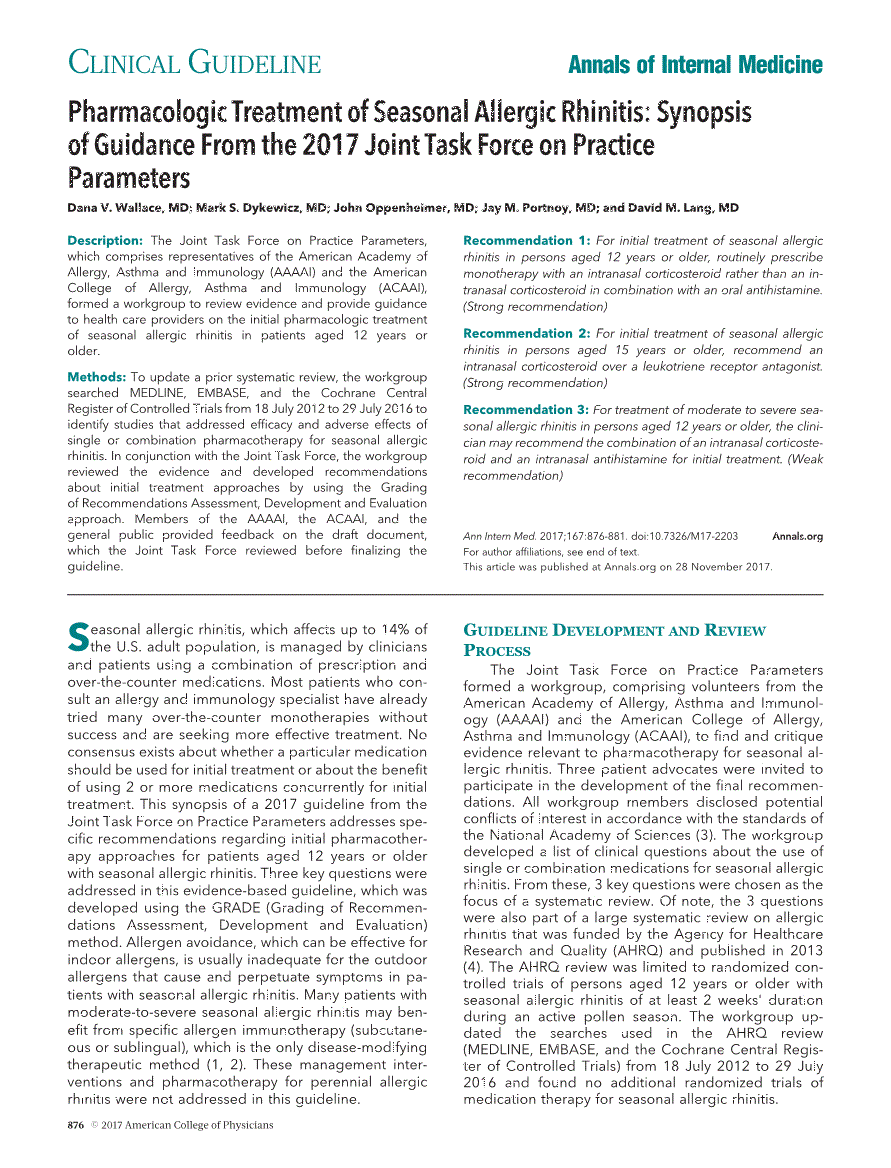 CLINICAL GUIDELINE
Annals of Internal Medicine
Pharmacologic Treatment of Seasonal Allergic Rhinitis: Synopsis
of Guidance From the 2017 Joint Task Force on Practice
Parameters
Dana V. Wallace, MD; Mark S. Dykewicz, MD; John Oppenheimer, MD; Jay M. Portnoy, MD; and David M. Lang, MD
Description: The Joint Task Force on Practice Parameters,
which comprises representatives of the American Academy of
Allergy, Asthma and Immunology (AAAAI) and the American
College of Allergy, Asthma and Immunology (ACAAI),
formed a workgroup to review evidence and provide guidance
to health care providers on the initial pharmacologic treatment
of seasonal allergic rhinitis in patients aged 12 years or
older.
Methods: To update a prior systematic review, the workgroup
searched MEDLINE, EMBASE, and the Cochrane Central
Register of Controlled Trials from 18 July 2012 to 29 July 2016 to
identify studies that addressed efficacy and adverse effects of
single or combination pharmacotherapy for seasonal allergic
rhinitis. In conjunction with the Joint Task Force, the workgroup
reviewed the evidence and developed recommendations
about initial treatment approaches by using the Grading
of Recommendations Assessment, Development and Evaluation
approach. Members of the AAAAI, the ACAAI, and the
general public provided feedback on the draft document,
which the Joint Task Force reviewed before finalizing the
guideline.
Recommendation 1: For initial treatment of seasonal allergic
rhinitis in persons aged 12 years or older, routinely prescribe
monotherapy with an intranasal corticosteroid rather than an in-
tranasal corticosteroid in combination with an oral antihistamine.
(Strong recommendation)
Recommendation 2: For initial treatment of seasonal allergic
rhinitis in persons aged 15 years or older, recommend an
intranasal corticosteroid over a leukotriene receptor antagonist.
(Strong recommendation)
Recommendation 3: For treatment of moderate to severe sea-
sonal allergic rhinitis in persons aged 12 years or older, the clini-
cian may recommend the combination of an intranasal corticoste-
roid and an intranasal antihistamine for initial treatment. (Weak
recommendation)
Ann Intern Med. 2017;167:876-881. doi:10.7326/M17-2203 Annals.org
For author affiliations, see end of text.
This article was published at Annals.org on 28 November 2017.
Seasonal allergic rhinitis, which affects up to 14% of
the U.S. adult population, is managed by clinicians
and patients using a combination of prescription and
over-the-counter medications. Most patients who con-
sult an allergy and immunology specialist have already
tried many over-the-counter monotherapies without
success and are seeking more effective treatment. No
consensus exists about whether a particular medication
should be used for initial treatment or about the benefit
of using 2 or more medications concurrently for initial
treatment. This synopsis of a 2017 guideline from the
Joint Task Force on Practice Parameters addresses spe-
cific recommendations regarding initial pharmacother-
apy approaches for patients aged 12 years or older
with seasonal allergic rhinitis. Three key questions were
addressed in this evidence-based guideline, which was
developed using the GRADE (Grading of Recommen-
dations Assessment, Development and Evaluation)
method. Allergen avoidance, which can be effective for
indoor allergens, is usually inadequate for the outdoor
allergens that cause and perpetuate symptoms in pa-
tients with seasonal allergic rhinitis. Many patients with
moderate-to-severe seasonal allergic rhinitis may ben-
efit from specific allergen immunotherapy (subcutane-
ous or sublingual), which is the only disease-modifying
therapeutic method (1, 2). These management inter-
ventions and pharmacotherapy for perennial allergic
rhinitis were not addressed in this guideline.
GUIDELINE DEVELOPMENT AND REVIEW
PROCESS
The Joint Task Force on Practice Parameters
formed a workgroup, comprising volunteers from the
American Academy of Allergy, Asthma and Immunol-
ogy (AAAAI) and the American College of Allergy,
Asthma and Immunology (ACAAI), to find and critique
evidence relevant to pharmacotherapy for seasonal al-
lergic rhinitis. Three patient advocates were invited to
participate in the development of the final recommen-
dations. All workgroup members disclosed potential
conflicts of interest in accordance with the standards of
the National Academy of Sciences (3). The workgroup
developed a list of clinical questions about the use of
single or combination medications for seasonal allergic
rhinitis. From these, 3 key questions were chosen as the
focus of a systematic review. Of note, the 3 questions
were also part of a large systematic review on allergic
rhinitis that was funded by the Agency for Healthcare
Research and Quality (AHRQ) and published in 2013
(4). The AHRQ review was limited to randomized con-
trolled trials of persons aged 12 years or older with
seasonal allergic rhinitis of at least 2 weeks' duration
during an active pollen season. The workgroup up-
dated the searches used in the AHRQ review
(MEDLINE, EMBASE, and the Cochrane Central Regis-
ter of Controlled Trials) from 18 July 2012 to 29 July
2016 and found no additional randomized trials of
medication therapy for seasonal allergic rhinitis.
876 © 2017 American College of Physicians